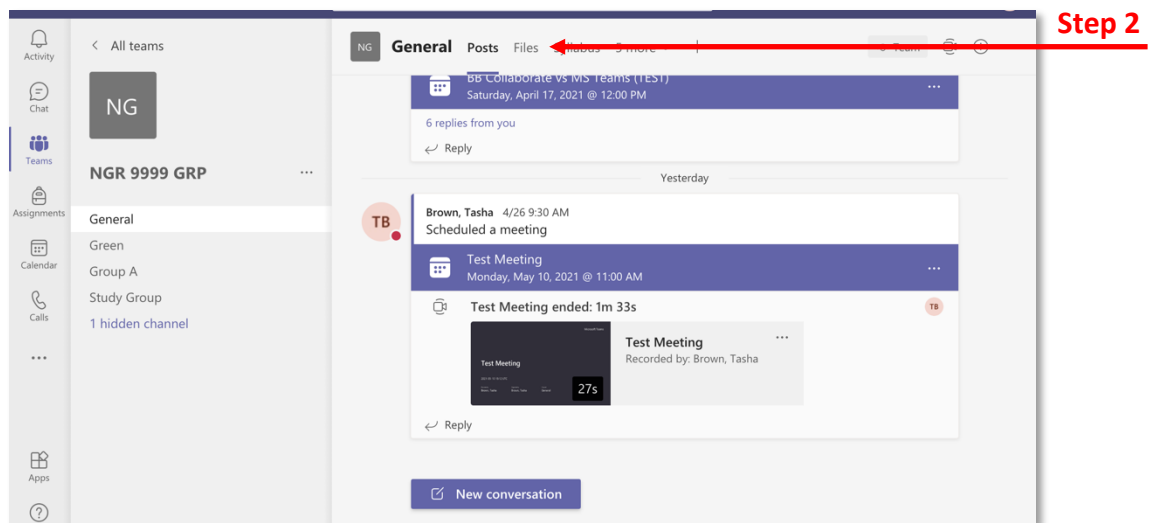 Step 2
Activity
Chat
Teams
Assignments
Calendar
Calls
...
Apps
All teams
NG
NGR 9999 GRP ...
General
Green
Group A
Study Group
1 hidden channel
NG General Posts Files
BB Collaborate vs MS Teams (TEST)
Saturday, April 17, 2021 @ 12:00 PM
6 replies from you
Reply
Yesterday
TB
Brown, Tasha 4/26 9:30 AM
Scheduled a meeting
Test Meeting
Monday, May 10, 2021 @ 11:00 AM
Test Meeting ended: 1m 33s
TB
Test Meeting
27s
Test Meeting
Recorded by: Brown, Tasha
Reply
New conversation